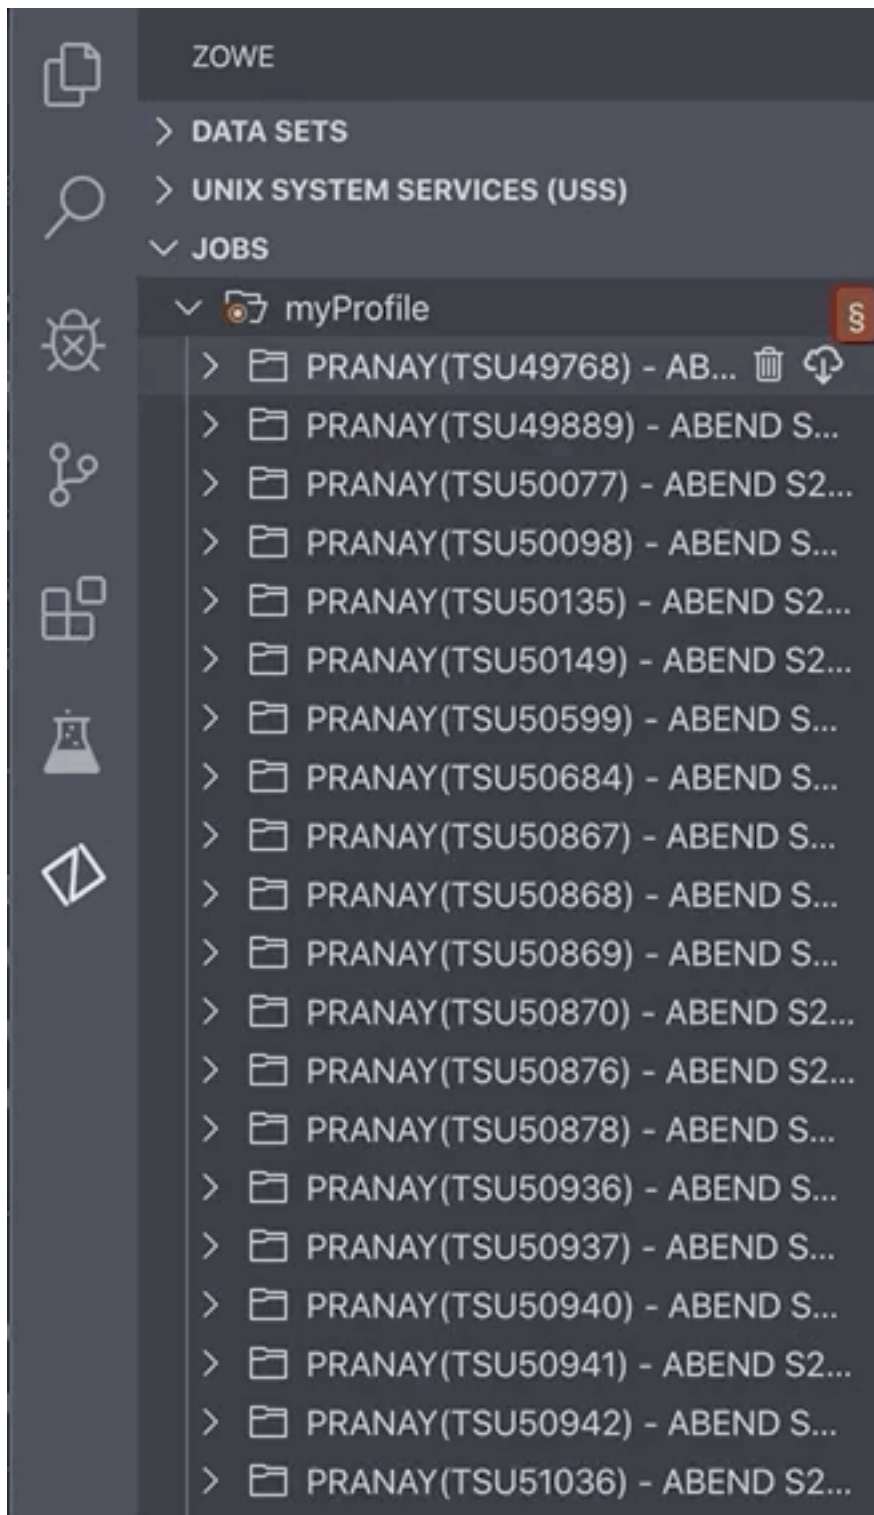 ZOWE
DATA SETS
UNIX SYSTEM SERVICES (USS)
JOBS
myProfile §
PRANAY(TSU49768) - AB...
PRANAY(TSU49889) - ABEND S...
PRANAY(TSU50077) - ABEND S2...
PRANAY(TSU50098) - ABEND S...
PRANAY(TSU50135) - ABEND S2...
PRANAY(TSU50149) - ABEND S2...
PRANAY(TSU50599) - ABEND S...
PRANAY(TSU50684) - ABEND S...
PRANAY(TSU50867) - ABEND S...
PRANAY(TSU50868) - ABEND S...
PRANAY(TSU50869) - ABEND S...
PRANAY(TSU50870) - ABEND S2...
PRANAY(TSU50876) - ABEND S2...
PRANAY(TSU50878) - ABEND S...
PRANAY(TSU50936) - ABEND S...
PRANAY(TSU50937) - ABEND S...
PRANAY(TSU50940) - ABEND S...
PRANAY(TSU50941) - ABEND S2...
PRANAY(TSU50942) - ABEND S...
PRANAY(TSU51036) - ABEND S2...